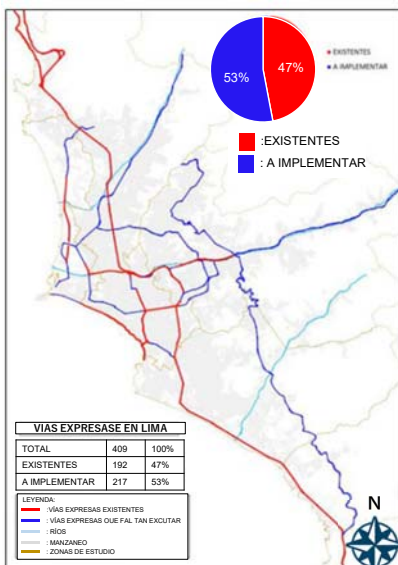 53%
47%
EXISTENTES
A IMPLEMENTAR
:EXISTENTES
: A IMPLEMENTAR
VIAS EXPRESASE EN LIMA
TOTAL 409 100%
EXISTENTES 192 47%
A IMPLEMENTAR 217 53%
LEYENDA:
: VÍAS EXPRESAS EXISTENTES
: VÍAS EXPRESAS QUE FAL TAN EXCUTAR
: RÍOS
: MANZANEO
: ZONAS DE ESTUDIO
N